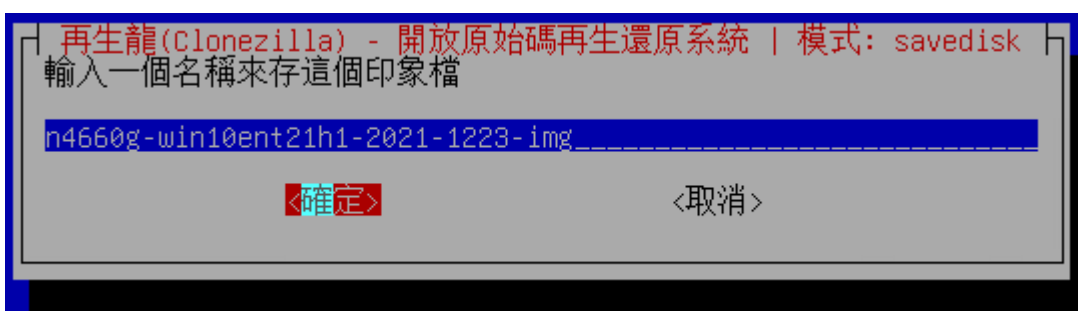 再生龍(Clonezilla) - 開放原始碼再生還原系統 | 模式: savedisk
輸入一個名稱來存這個印象檔
n4660g-win10ent21h1-2021-1223-img_____________________________
<確定> <取消>